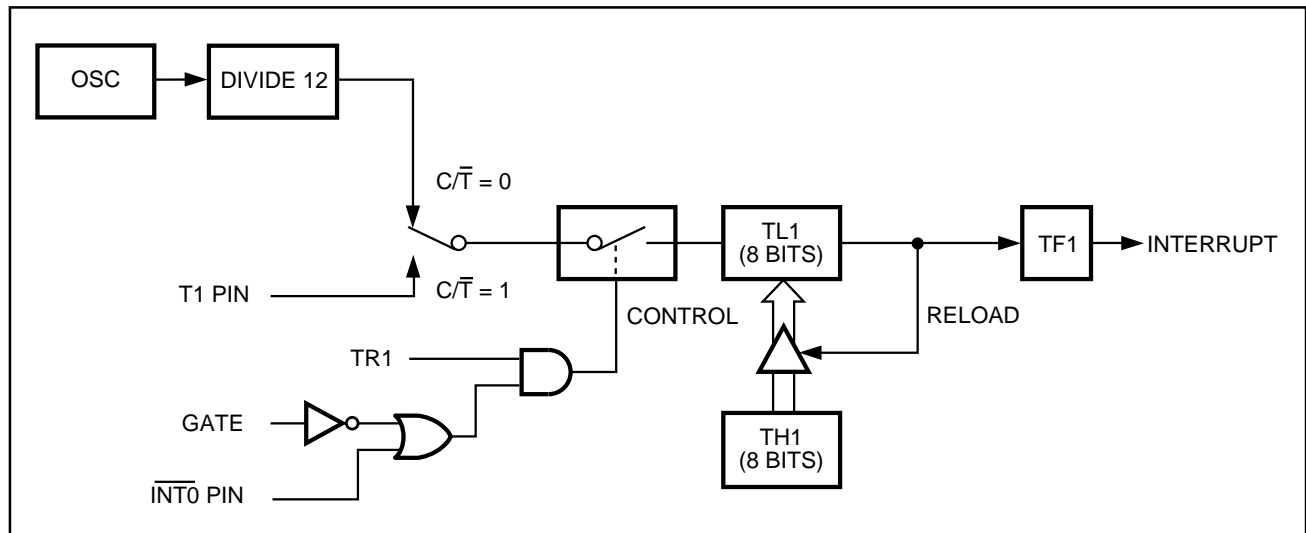 OSC
DIVIDE 12
C/T̅ = 0
T1 PIN
C/T̅ = 1
TL1
(8 BITS)
TF1
INTERRUPT
CONTROL
RELOAD
TR1
GATE
TH1
(8 BITS)
I̅N̅T̅0̅ PIN